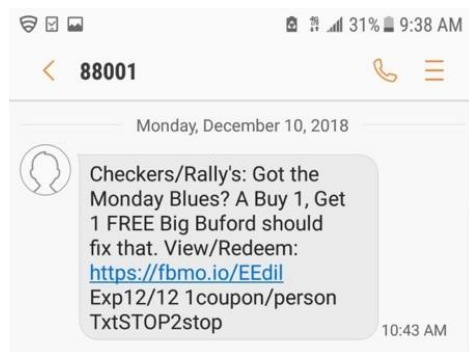 31% 9:38 AM
88001
Monday, December 10, 2018
Checkers/Rally's: Got the
Monday Blues? A Buy 1, Get
1 FREE Big Buford should
fix that. View/Redeem:
https://fbmo.io/EEdil
Exp12/12 1coupon/person
TxtSTOP2stop
10:43 AM